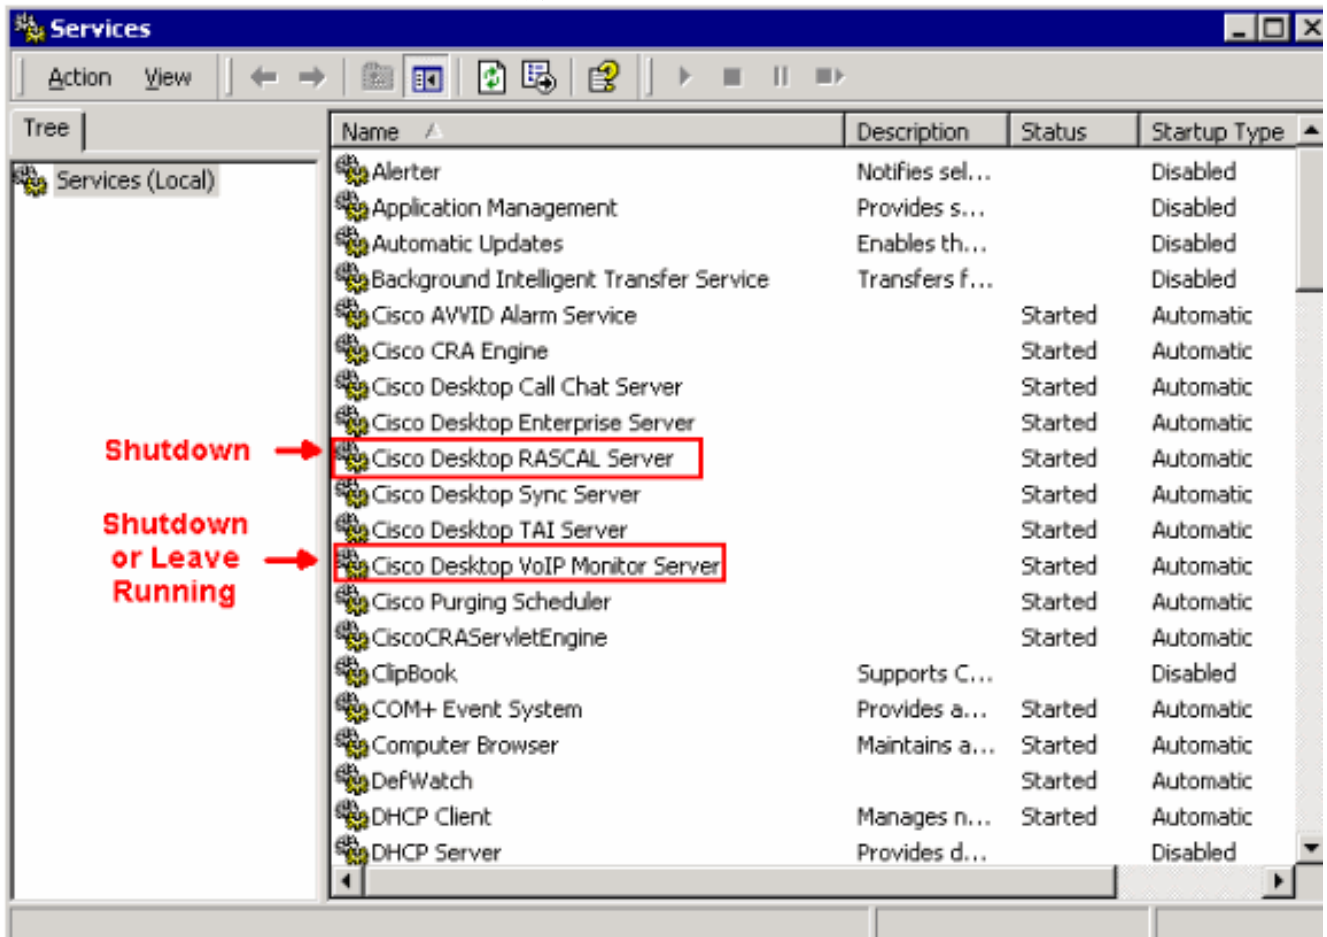 Services
Action View
Tree
Services (Local)
Name Description Status Startup Type
Alerter Notifies sel... Disabled
Application Management Provides s... Disabled
Automatic Updates Enables th... Disabled
Background Intelligent Transfer Service Transfers f... Disabled
Cisco AVVID Alarm Service Started Automatic
Cisco CRA Engine Started Automatic
Cisco Desktop Call Chat Server Started Automatic
Cisco Desktop Enterprise Server Started Automatic
Shutdown
Cisco Desktop RASCAL Server Started Automatic
Cisco Desktop Sync Server Started Automatic
Cisco Desktop TAI Server Started Automatic
Shutdown
or Leave
Running
Cisco Desktop VoIP Monitor Server Started Automatic
Cisco Purging Scheduler Started Automatic
CiscoCRAServletEngine Started Automatic
ClipBook Supports C... Disabled
COM+ Event System Provides a... Started Automatic
Computer Browser Maintains a... Started Automatic
DefWatch Started Automatic
DHCP Client Manages n... Started Automatic
DHCP Server Provides d... Disabled